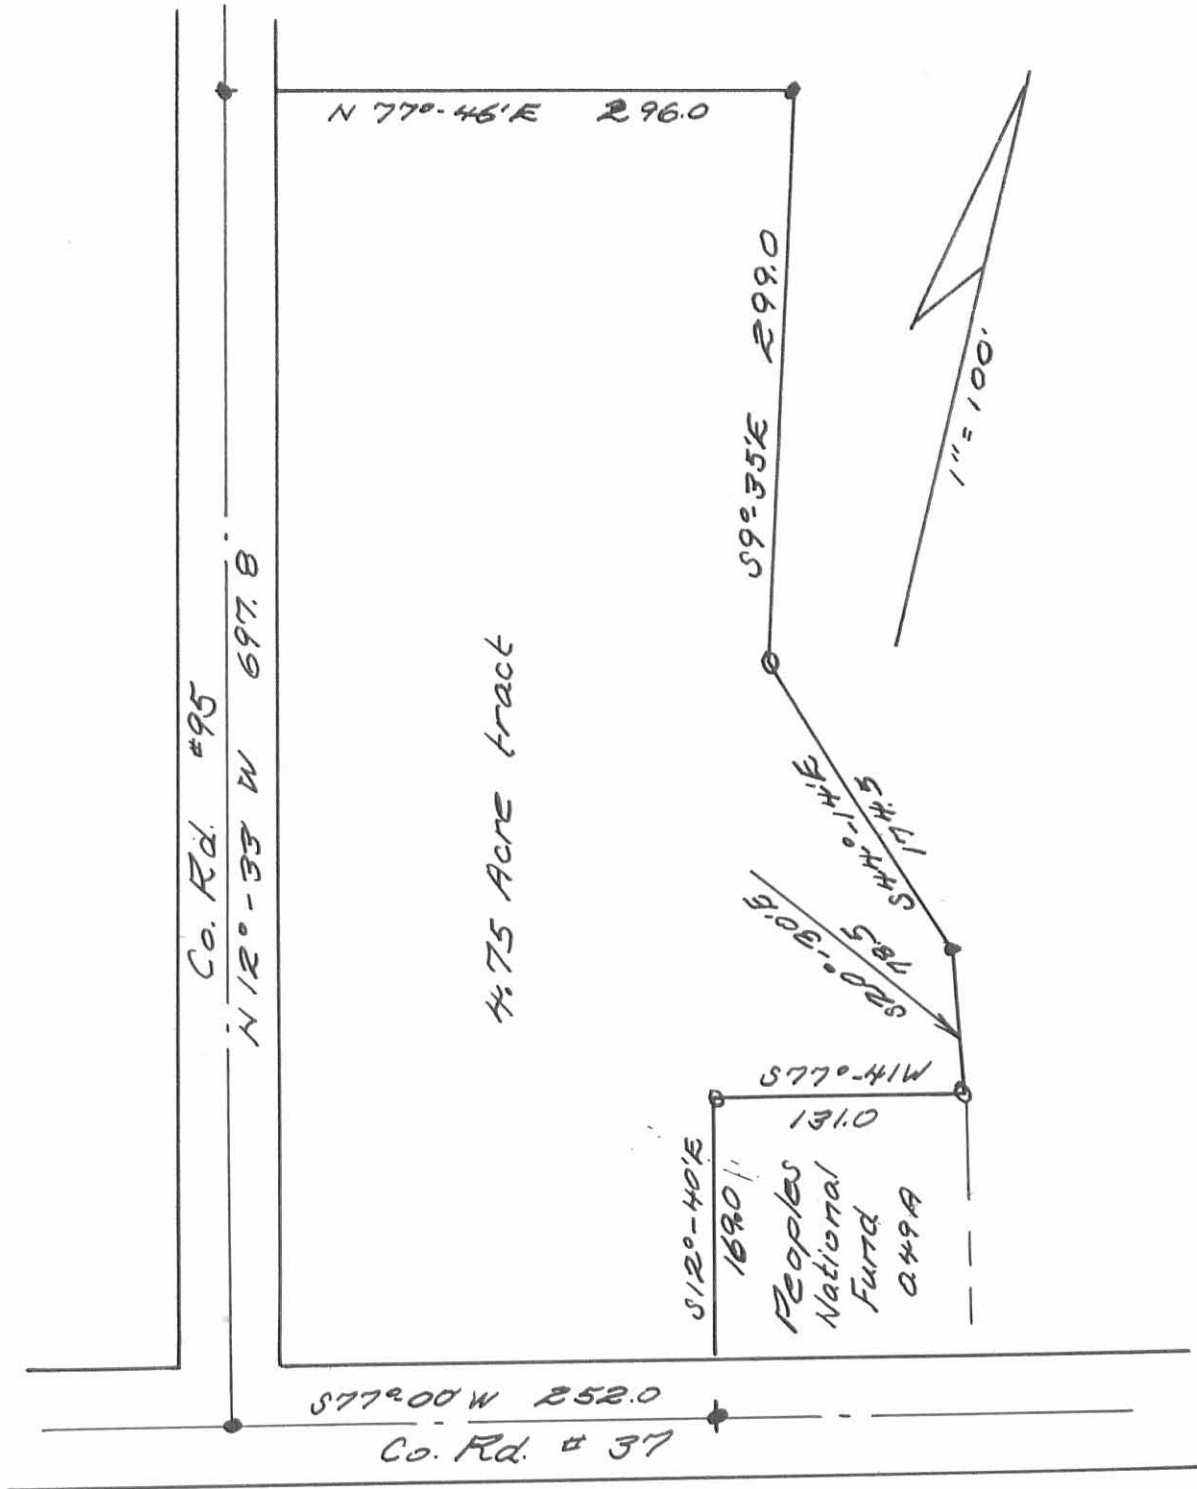 N 77°-46'E 296.0
S9°-35'E 299.0
1" = 100'
Co. Rd. #95
N 12°-33 W 697.8
4.75 Acre tract
S44°-14'E
174.5
S20°-30'E
78.5
S77°-41W
131.0
S12°-40'E
169.0
Peoples
National
Fund
0.49A
S77°00' W 252.0
Co. Rd. # 37